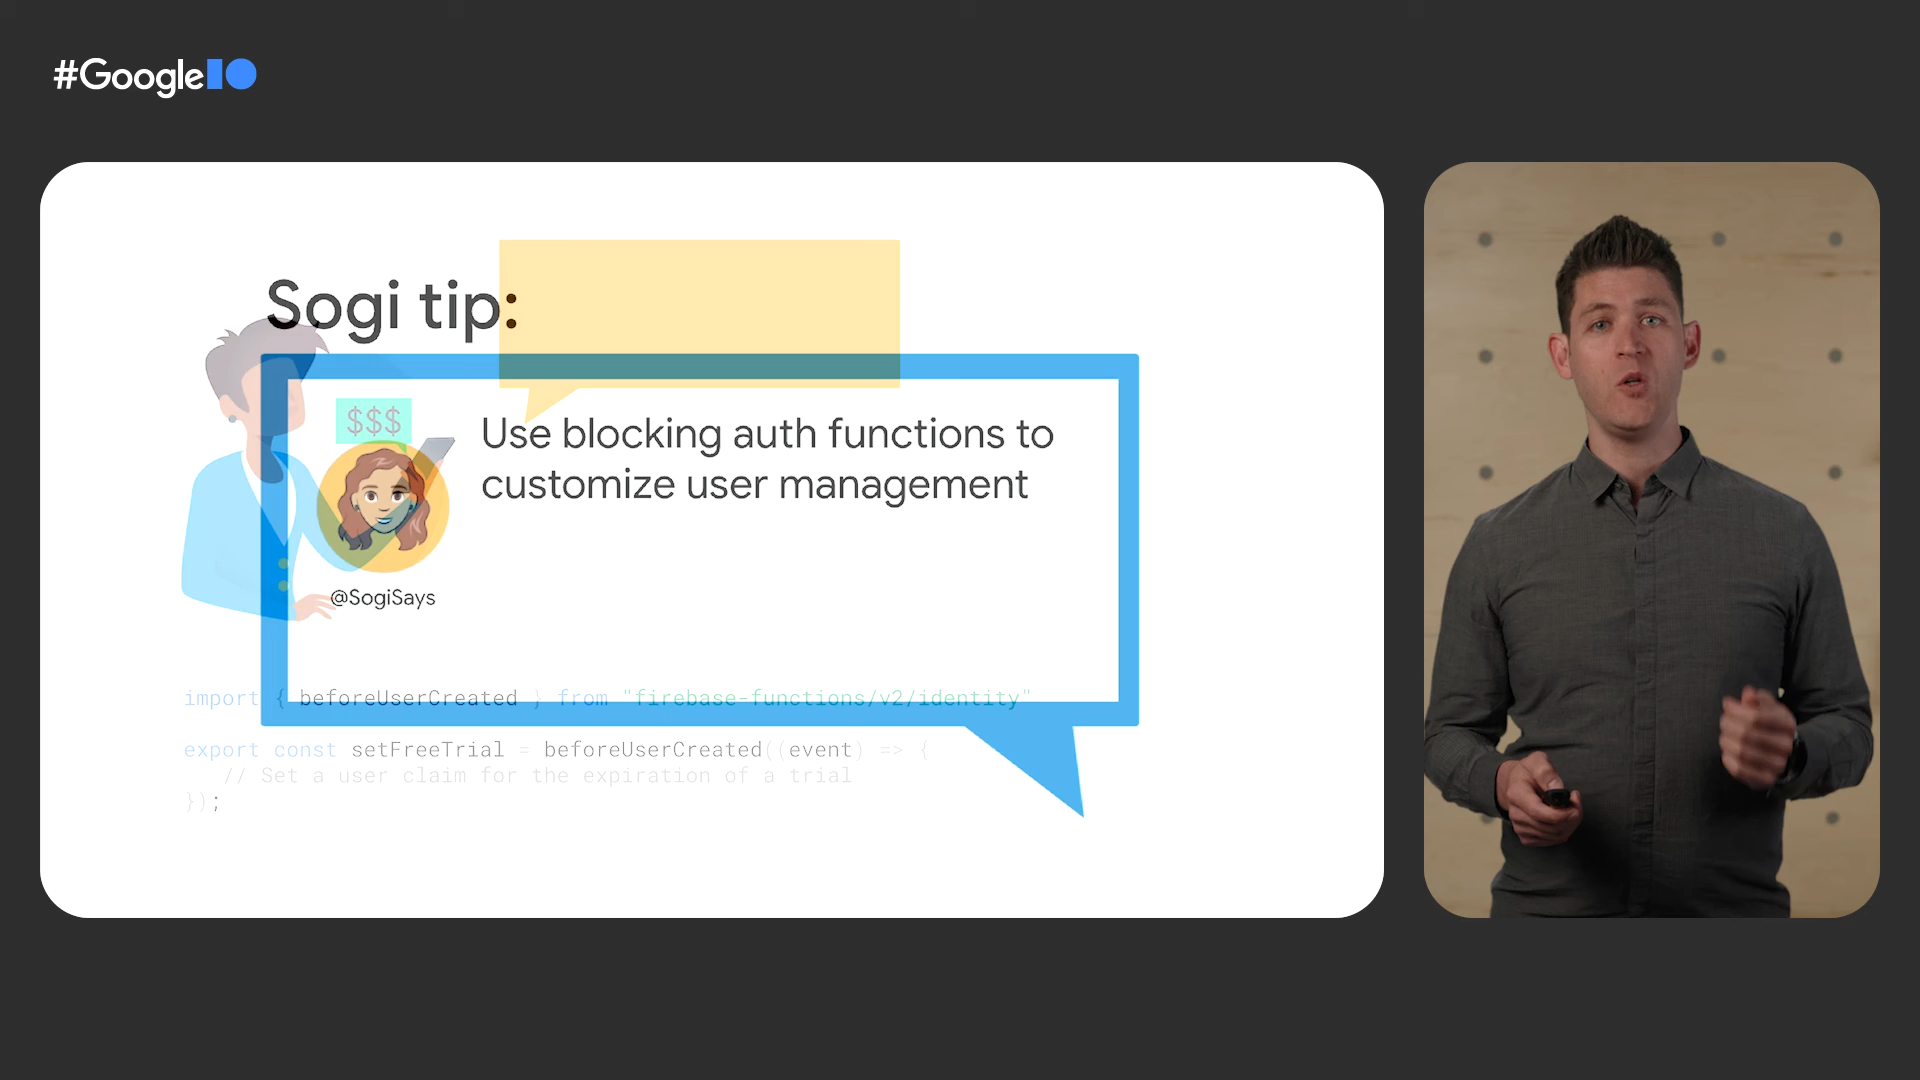 #GoogleIO
Sogi tip:
$$$
Use blocking auth functions to
customize user management
@SogiSays
import { beforeUserCreated } from "firebase-functions/v2/identity"
export const setFreeTrial = beforeUserCreated((event) => {
// Set a user claim for the expiration of a trial
});